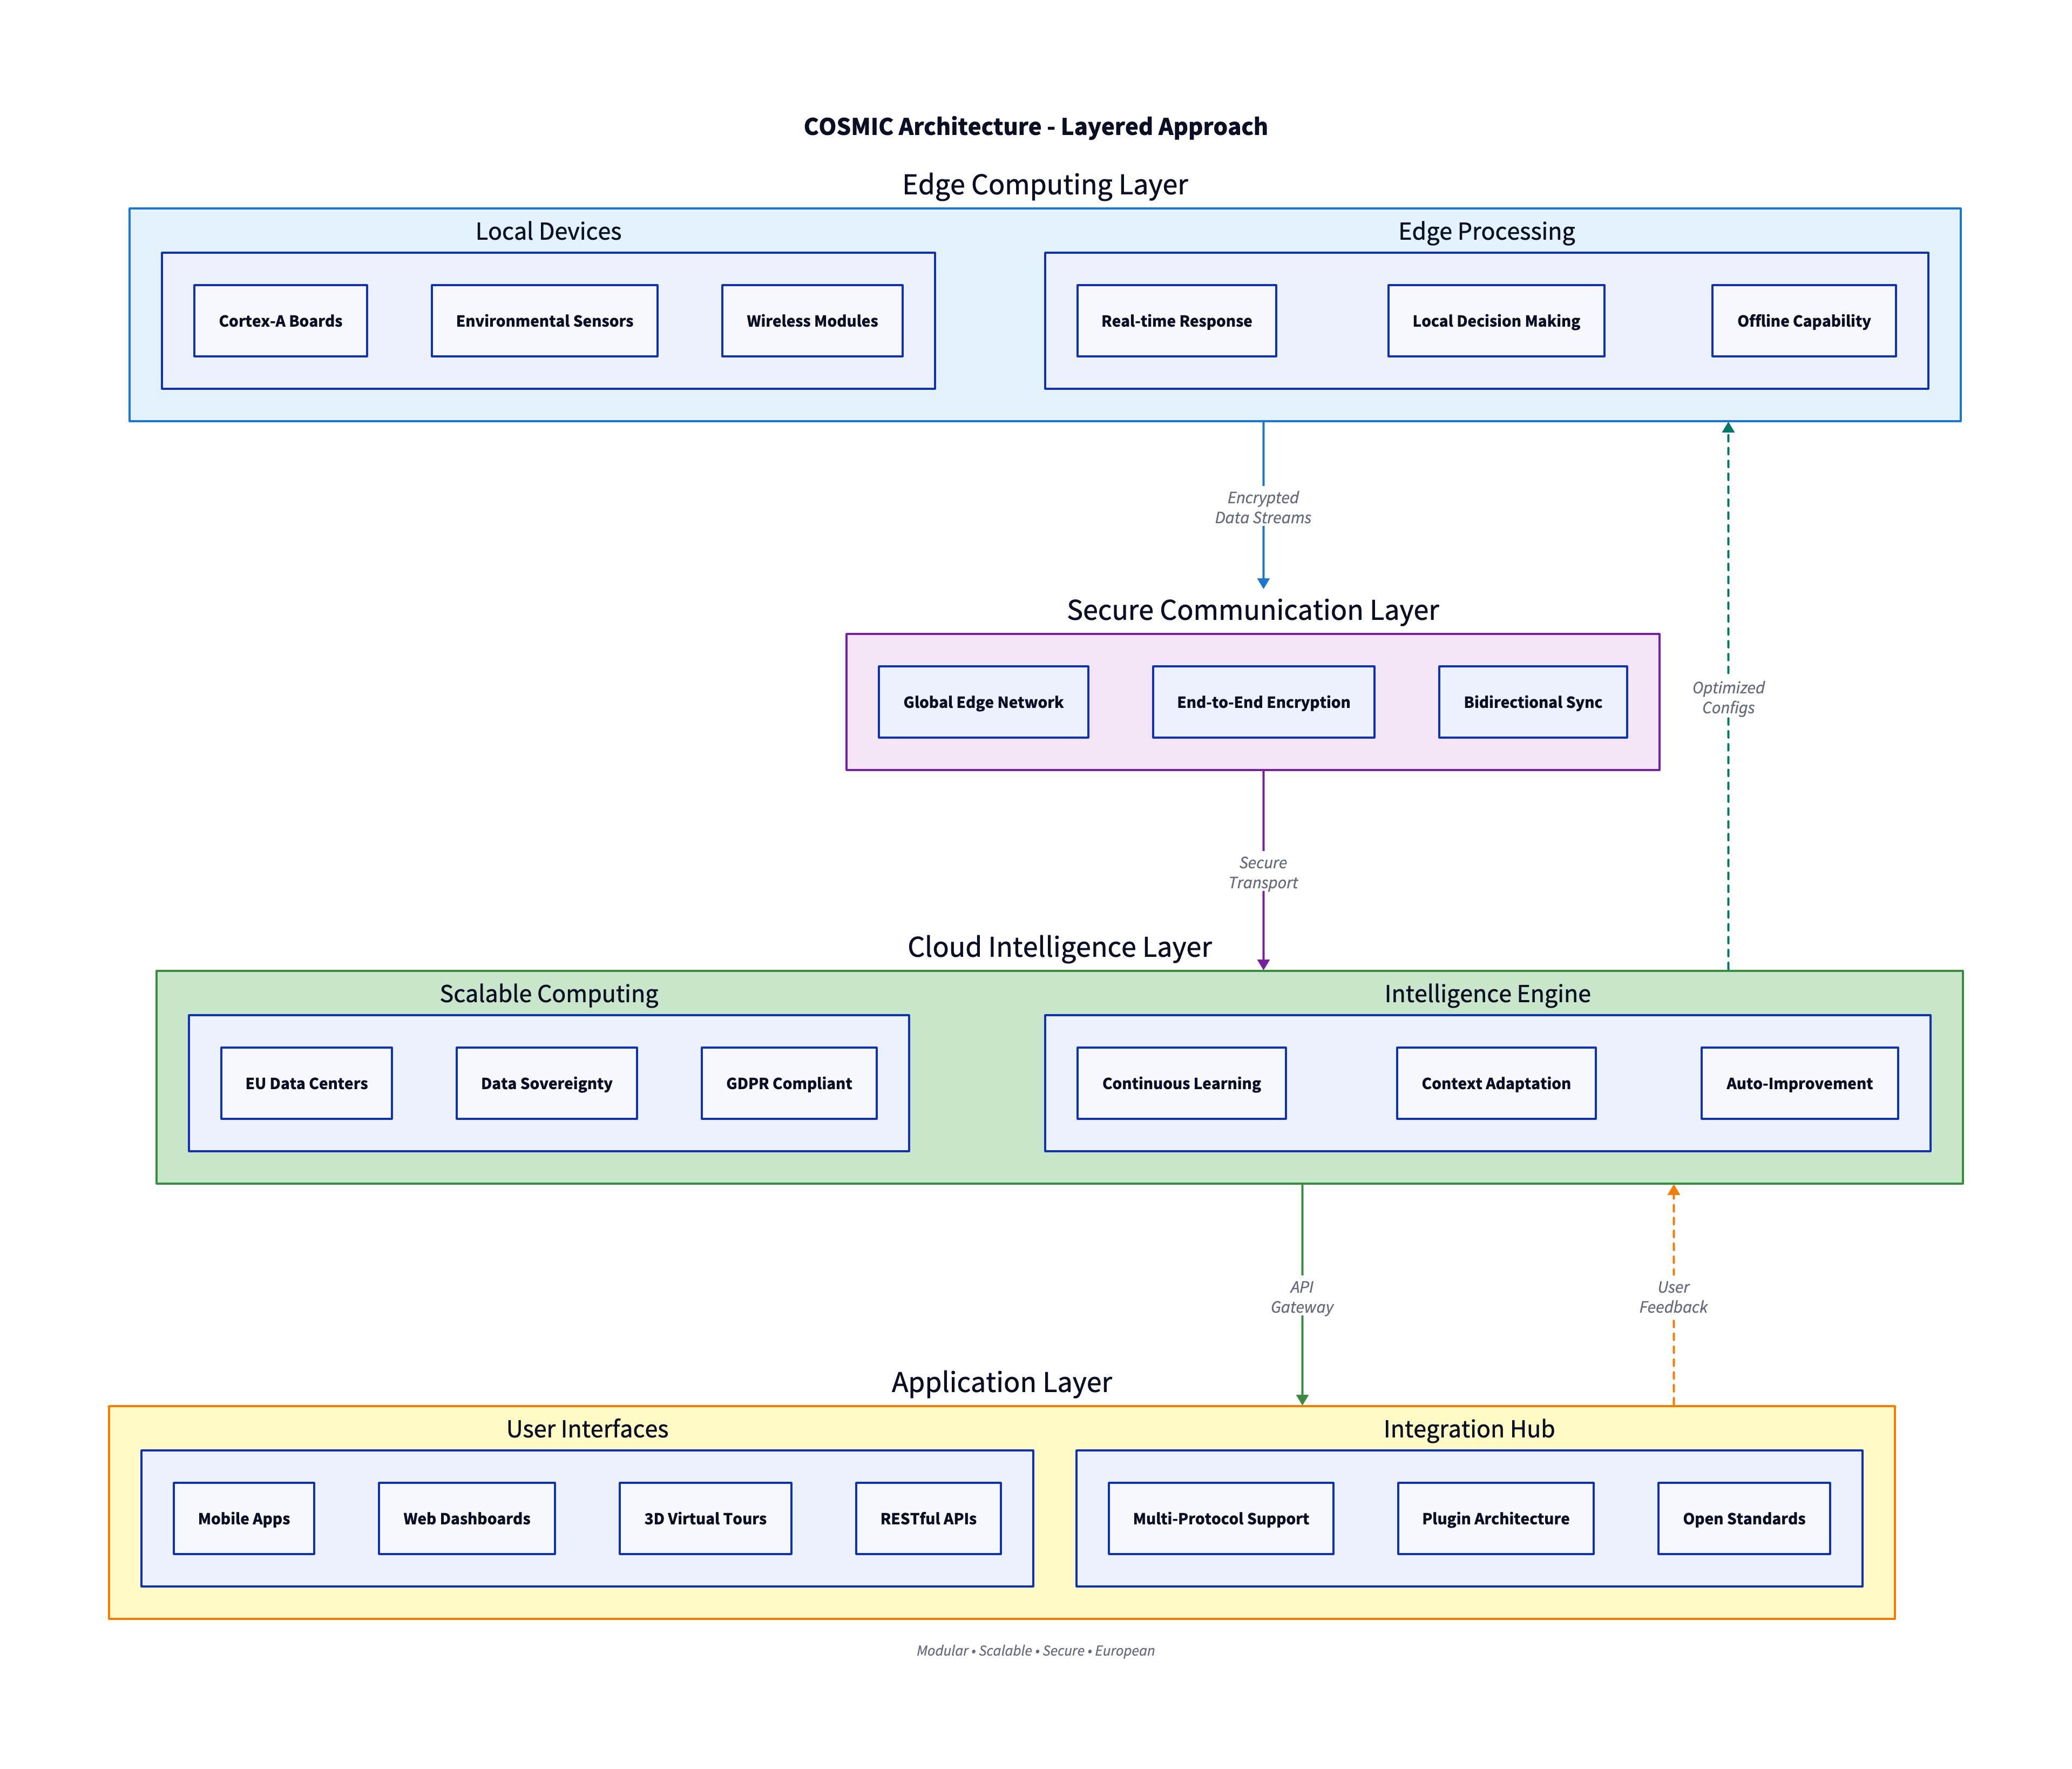 COSMIC Architecture - Layered Approach
Edge Computing Layer
Local Devices
Edge Processing
Cortex-A Boards
Environmental Sensors
Wireless Modules
Real-time Response
Local Decision Making
Offline Capability
Encrypted
Data Streams
Secure Communication Layer
Global Edge Network
End-to-End Encryption
Bidirectional Sync
Optimized
Configs
Secure
Transport
Cloud Intelligence Layer
Scalable Computing
Intelligence Engine
EU Data Centers
Data Sovereignty
GDPR Compliant
Continuous Learning
Context Adaptation
Auto-Improvement
API
Gateway
User
Feedback
Application Layer
User Interfaces
Integration Hub
Mobile Apps
Web Dashboards
3D Virtual Tours
RESTful APIs
Multi-Protocol Support
Plugin Architecture
Open Standards
Modular • Scalable • Secure • European